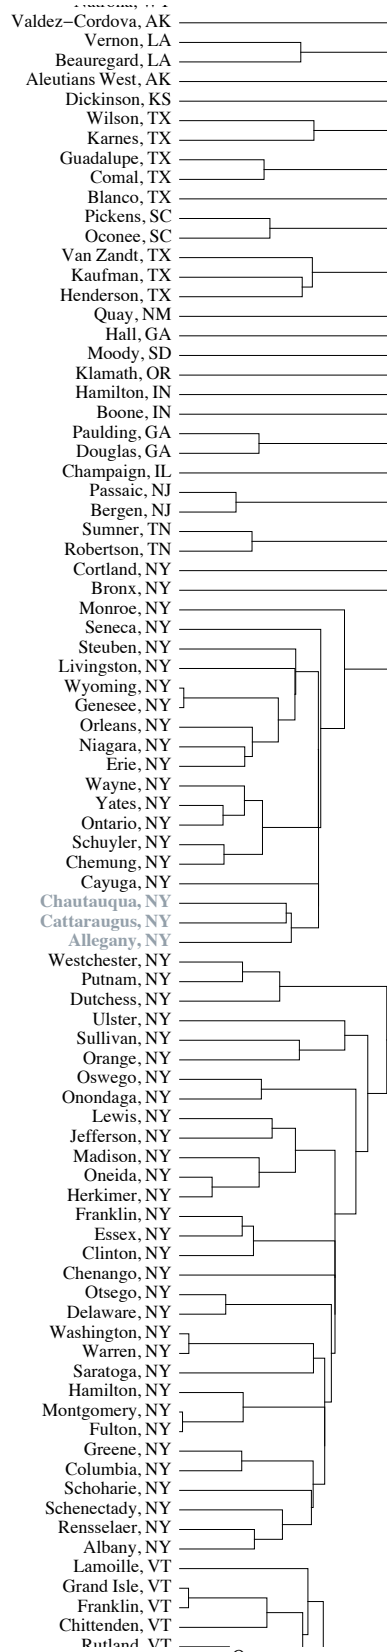 Valdez−Cordova, AK
Vernon, LA
Beauregard, LA
Aleutians West, AK
Dickinson, KS
Wilson, TX
Karnes, TX
Guadalupe, TX
Comal, TX
Blanco, TX
Pickens, SC
Oconee, SC
Van Zandt, TX
Kaufman, TX
Henderson, TX
Quay, NM
Hall, GA
Moody, SD
Klamath, OR
Hamilton, IN
Boone, IN
Paulding, GA
Douglas, GA
Champaign, IL
Passaic, NJ
Bergen, NJ
Sumner, TN
Robertson, TN
Cortland, NY
Bronx, NY
Monroe, NY
Seneca, NY
Steuben, NY
Livingston, NY
Wyoming, NY
Genesee, NY
Orleans, NY
Niagara, NY
Erie, NY
Wayne, NY
Yates, NY
Ontario, NY
Schuyler, NY
Chemung, NY
Cayuga, NY
Chautauqua, NY
Cattaraugus, NY
Allegany, NY
Westchester, NY
Putnam, NY
Dutchess, NY
Ulster, NY
Sullivan, NY
Orange, NY
Oswego, NY
Onondaga, NY
Lewis, NY
Jefferson, NY
Madison, NY
Oneida, NY
Herkimer, NY
Franklin, NY
Essex, NY
Clinton, NY
Chenango, NY
Otsego, NY
Delaware, NY
Washington, NY
Warren, NY
Saratoga, NY
Hamilton, NY
Montgomery, NY
Fulton, NY
Greene, NY
Columbia, NY
Schoharie, NY
Schenectady, NY
Rensselaer, NY
Albany, NY
Lamoille, VT
Grand Isle, VT
Franklin, VT
Chittenden, VT
Rutland, VT